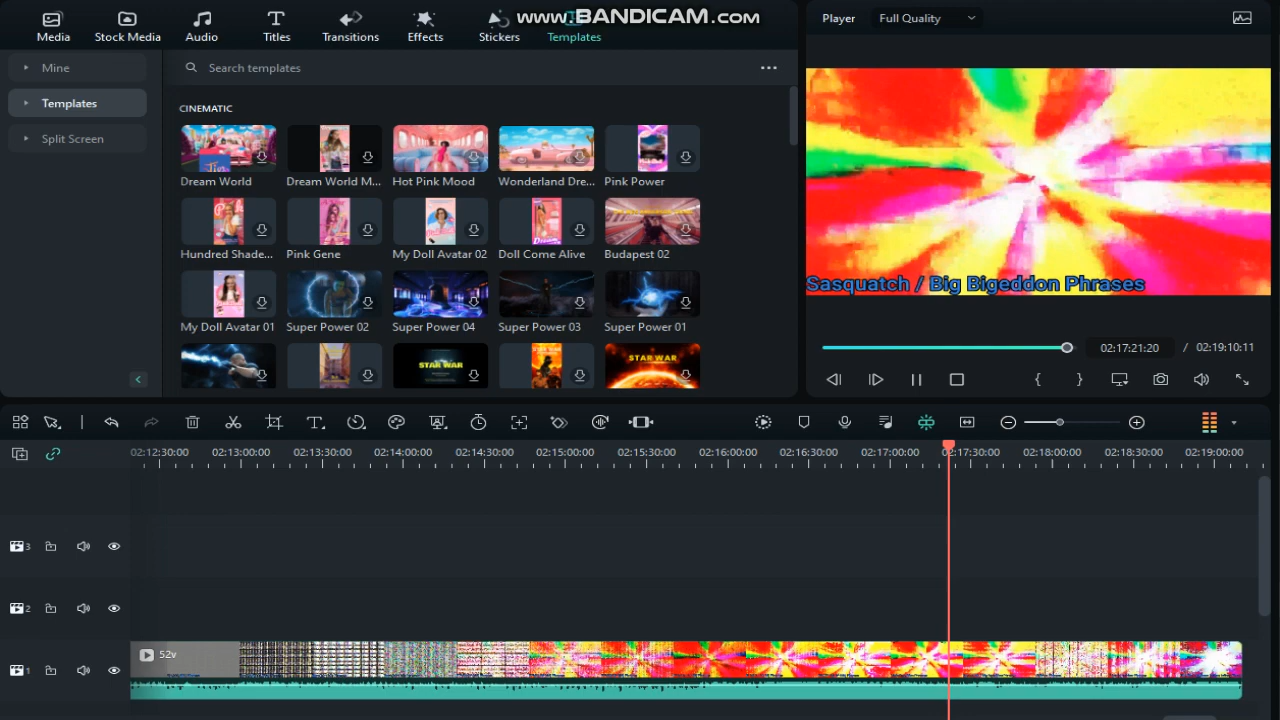 www.BANDICAM.com
Media
Stock Media
Audio
Titles
Transitions
Effects
Stickers
Templates
Player
Full Quality
Mine
Templates
Split Screen
Search templates
CINEMATIC
Dream World
Dream World M...
Hot Pink Mood
Wonderland Dre...
Pink Power
Hundred Shade...
Pink Gene
My Doll Avatar 02
Doll Come Alive
Budapest 02
My Doll Avatar 01
Super Power 02
Super Power 04
Super Power 03
Super Power 01
STAR WAR
STAR WAR
Sasquatch / Big Bigeddon Phrases
02:17:21:20 / 02:19:10:11
02:12:30:00
02:13:00:00
02:13:30:00
02:14:00:00
02:14:30:00
02:15:00:00
02:15:30:00
02:16:00:00
02:16:30:00
02:17:00:00
02:17:30:00
02:18:00:00
02:18:30:00
02:19:00:00
3
2
1
52v